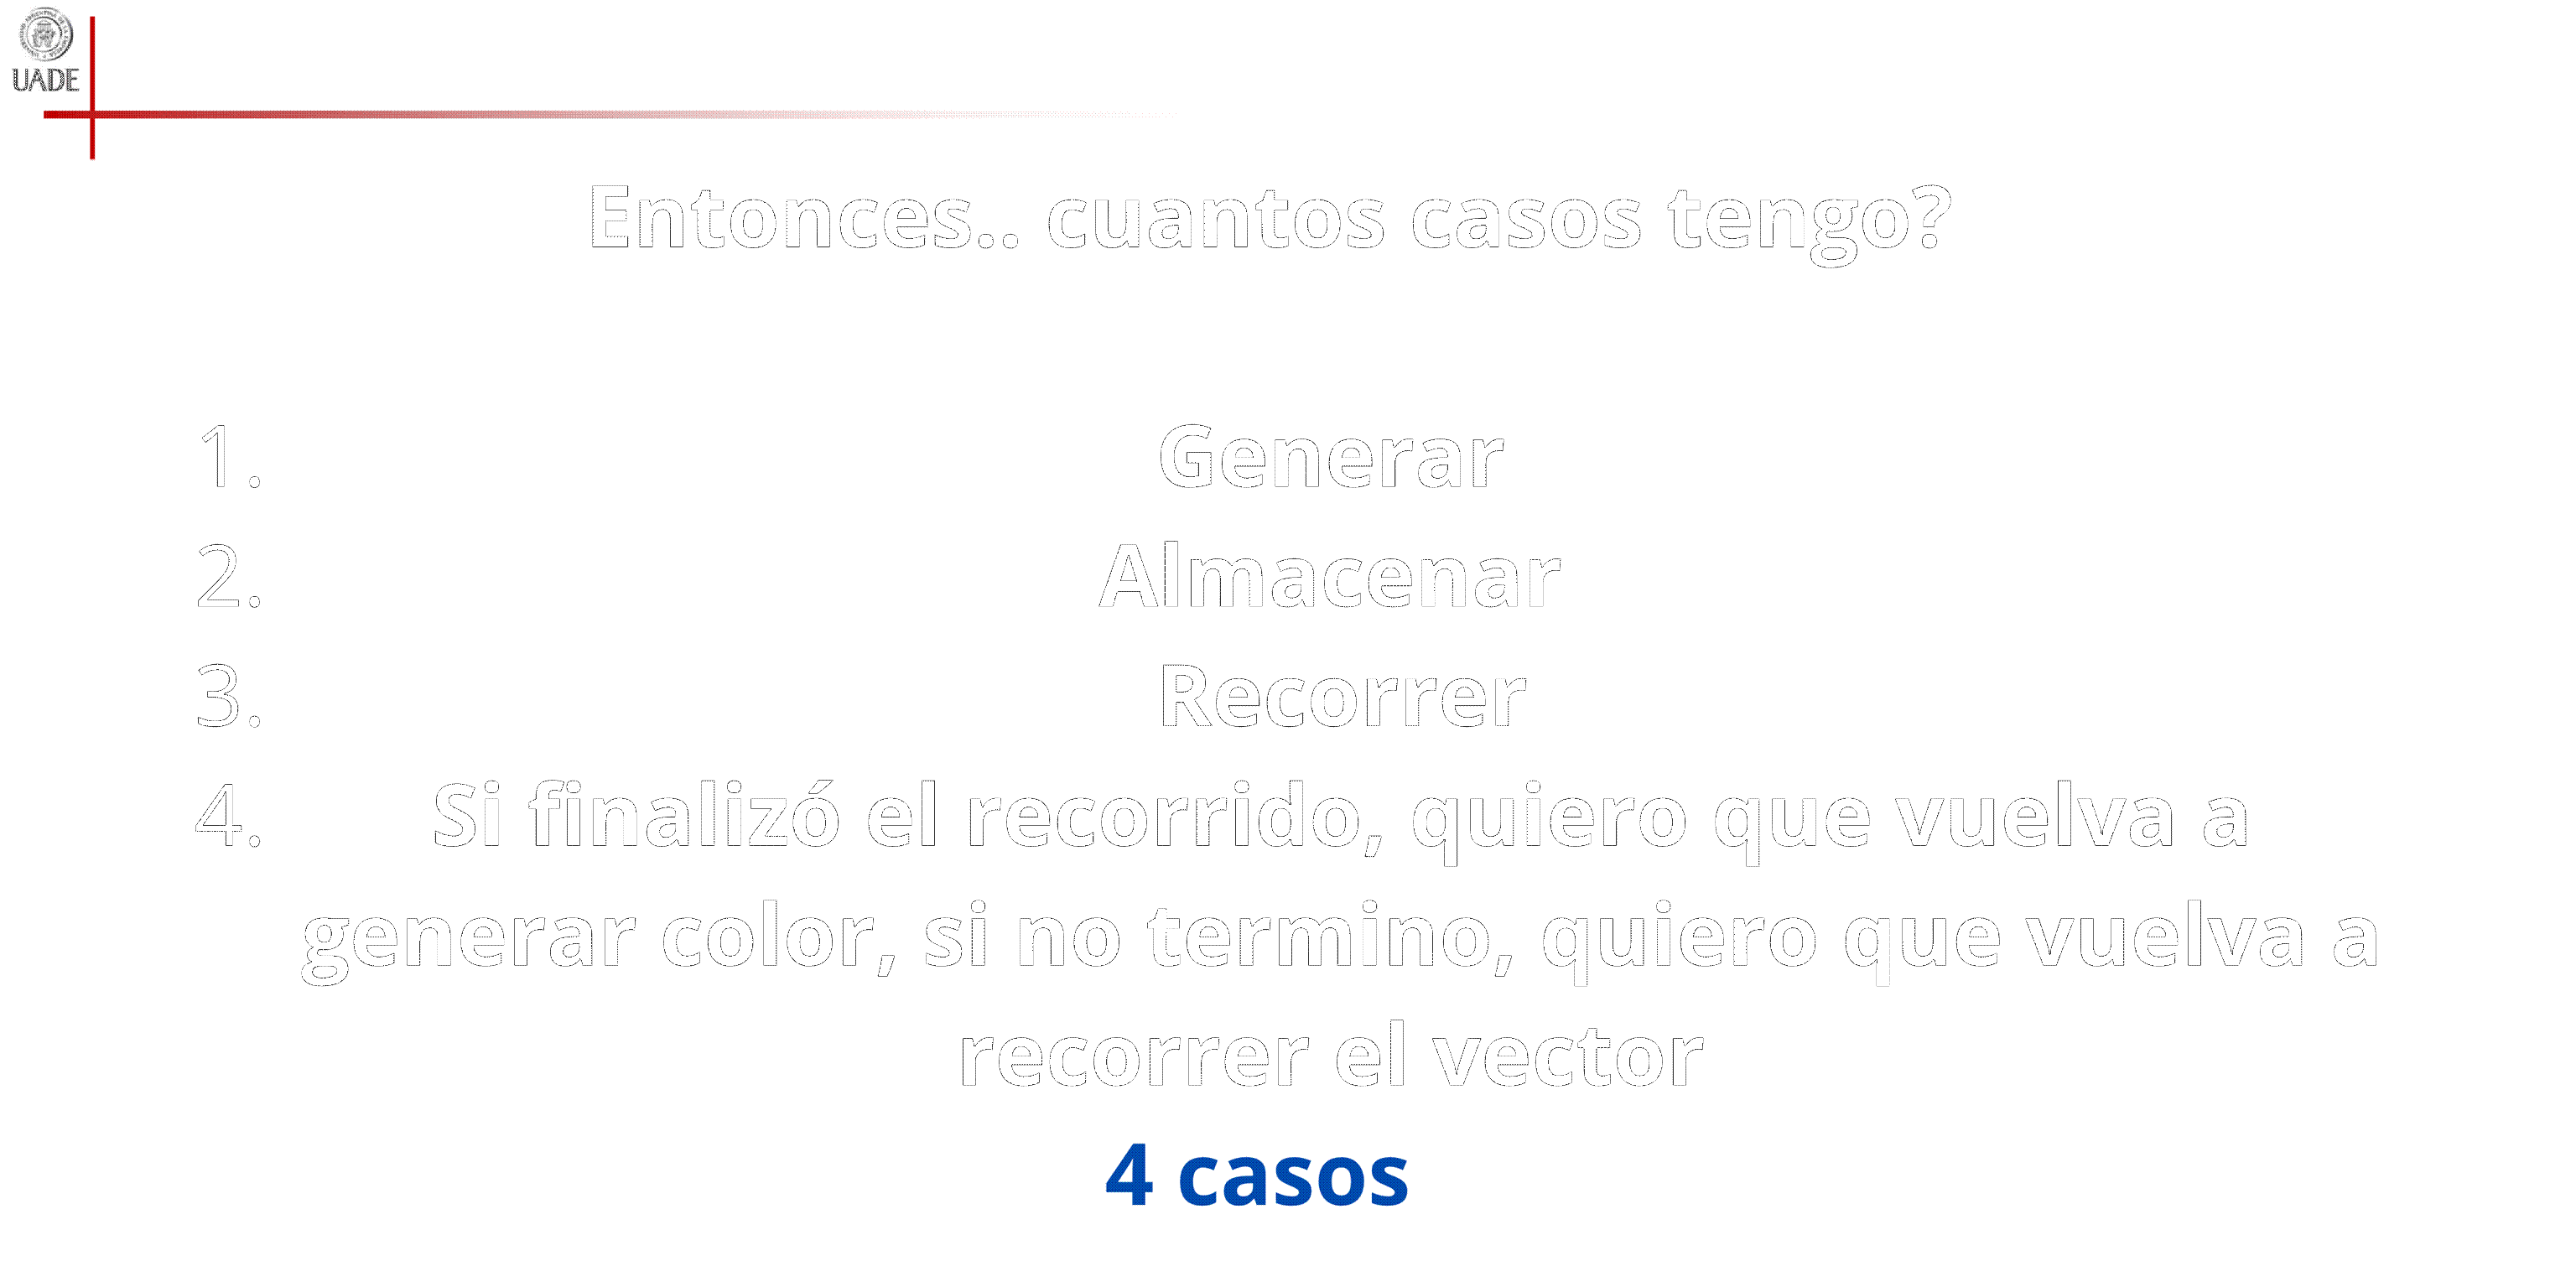 UADE
Entonces.. cuantos casos tengo?
1. Generar
2. Almacenar
3. Recorrer
4. Si finalizó el recorrido, quiero que vuelva a
generar color, si no termino, quiero que vuelva a
recorrer el vector
4 casos